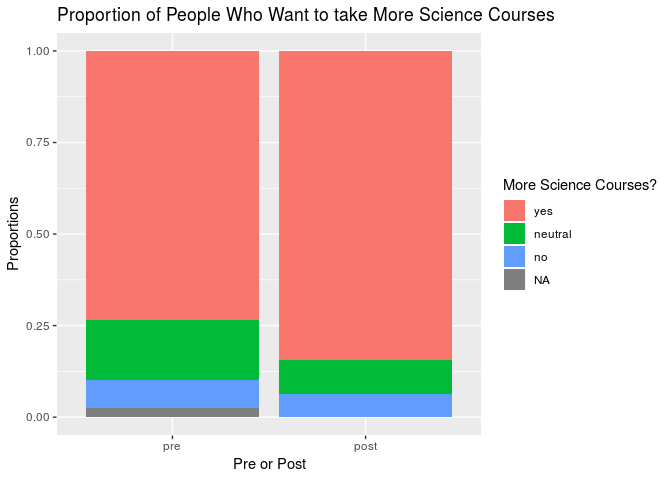 Proportion of People Who Want to take More Science Courses
1.00
0.75
0.50
0.25
0.00
Proportions
pre
post
Pre or Post
More Science Courses?
yes
neutral
no
NA